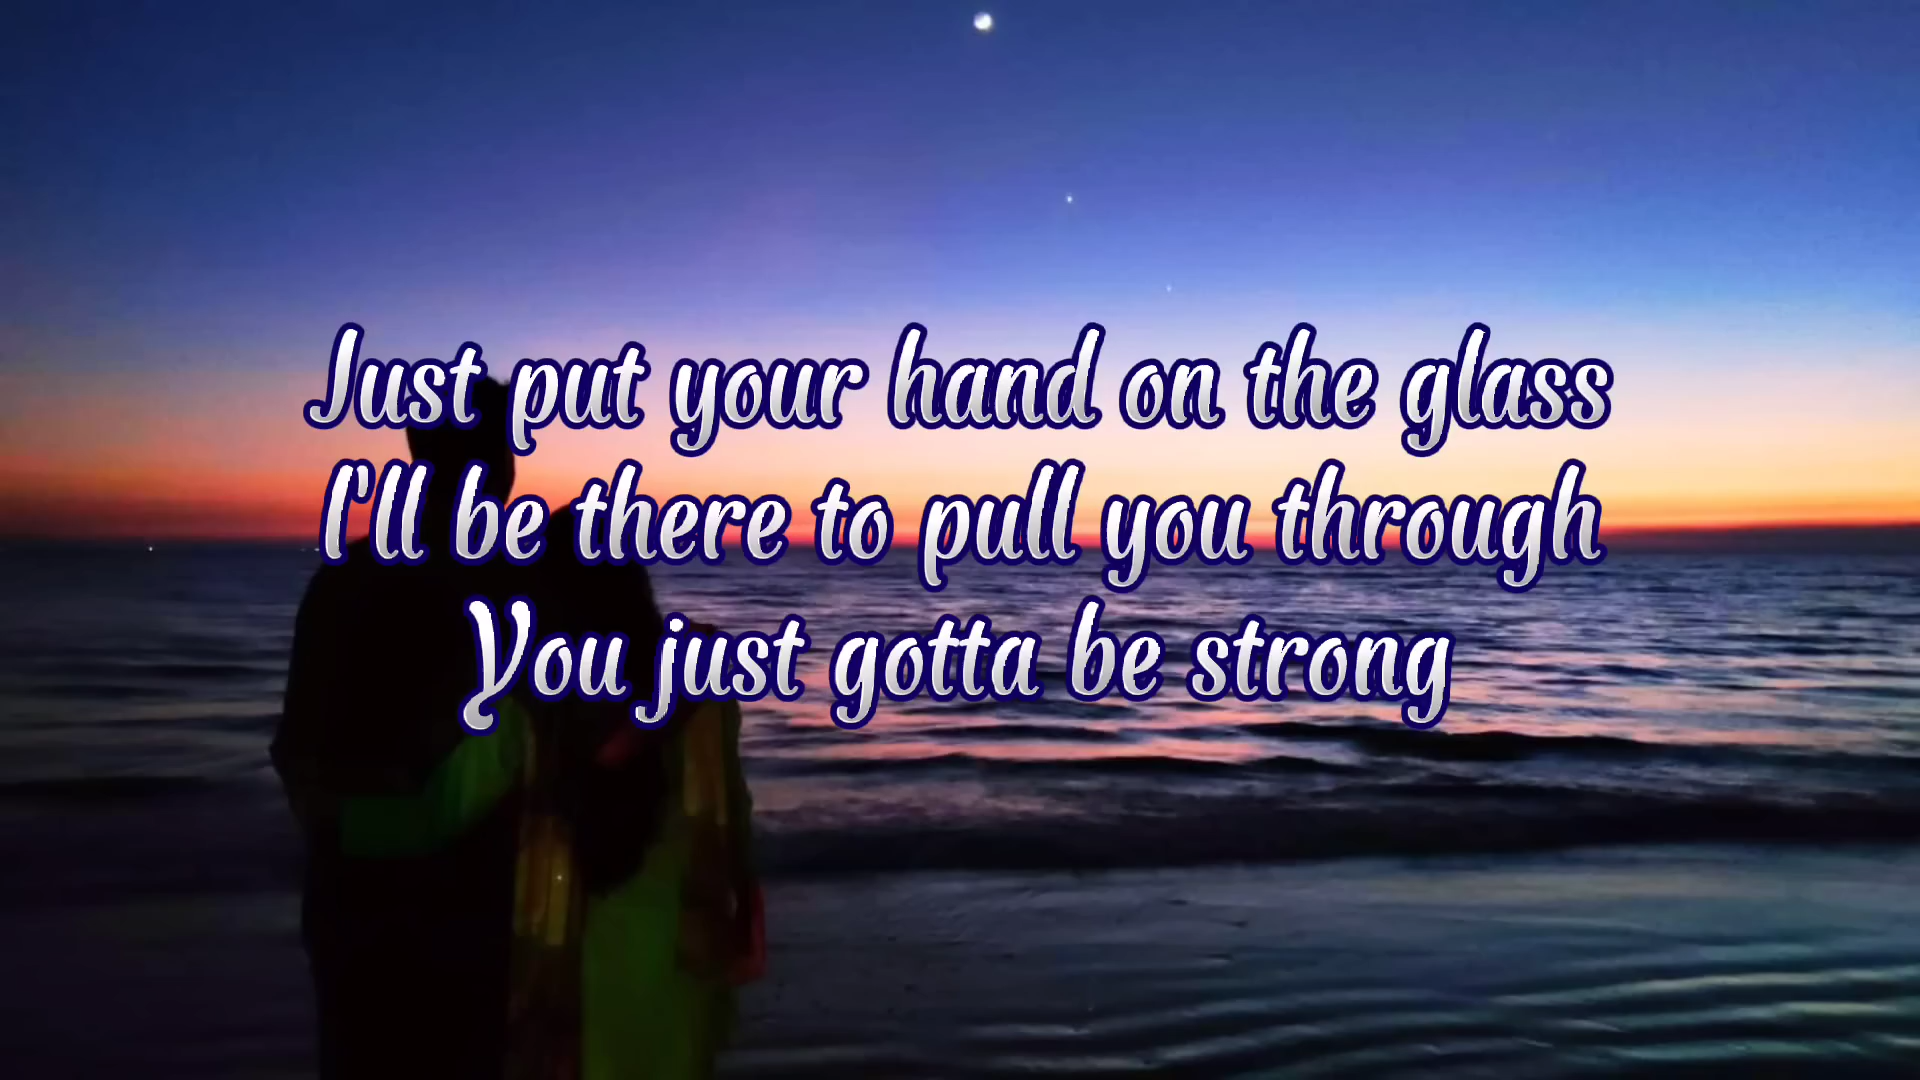 Just put your hand on the glass
I'll be there to pull you through
You just gotta be strong